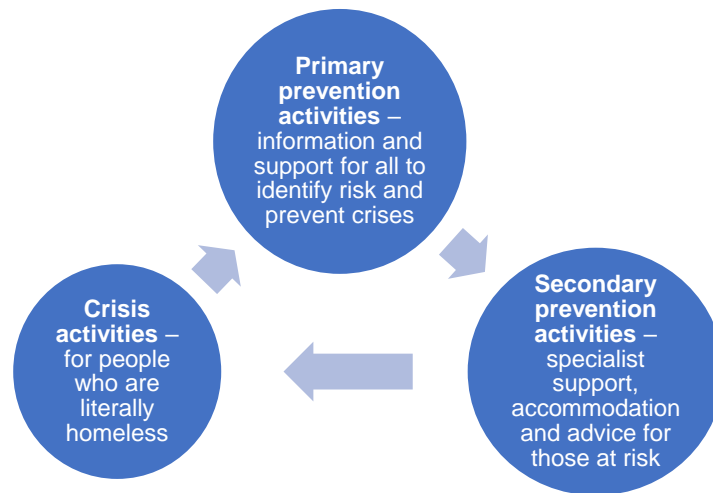 Primary
prevention
activities –
information and
support for all to
identify risk and
prevent crises
Secondary
prevention
activities –
specialist
support,
accommodation
and advice for
those at risk
Crisis
activities –
for people
who are
literally
homeless